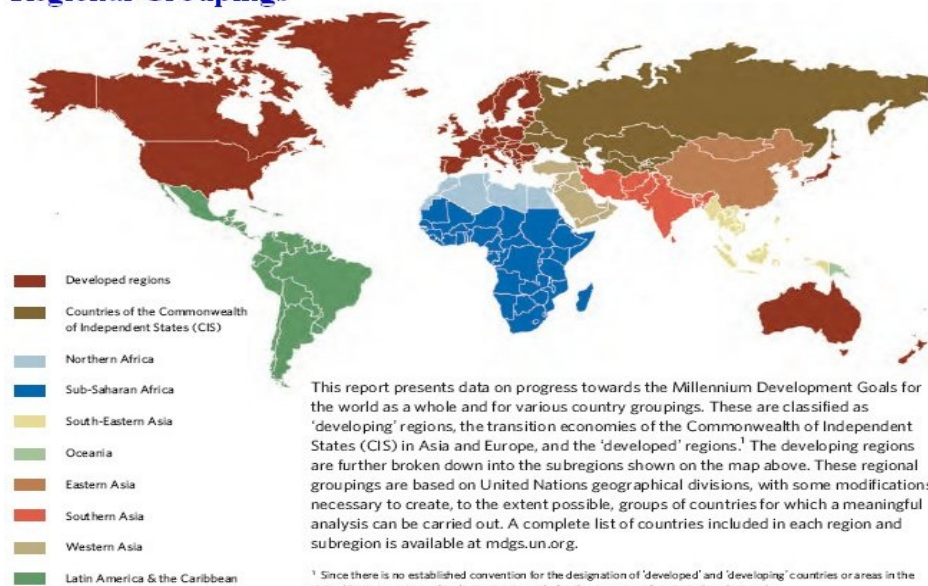 Regional Groupings
Developed regions
Countries of the Commonwealth
of Independent States (CIS)
Northern Africa
Sub-Saharan Africa
South-Eastern Asia
Oceania
Eastern Asia
Southern Asia
Western Asia
Latin America & the Caribbean
This report presents data on progress towards the Millennium Development Goals for
the world as a whole and for various country groupings. These are classified as
‘developing’ regions, the transition economies of the Commonwealth of Independent
States (CIS) in Asia and Europe, and the ‘developed’ regions.¹ The developing regions
are further broken down into the subregions shown on the map above. These regional
groupings are based on United Nations geographical divisions, with some modifications
necessary to create, to the extent possible, groups of countries for which a meaningful
analysis can be carried out. A complete list of countries included in each region and
subregion is available at mdgs.un.org.
¹ Since there is no established convention for the designation of ‘developed’ and ‘developing’ countries or areas in the